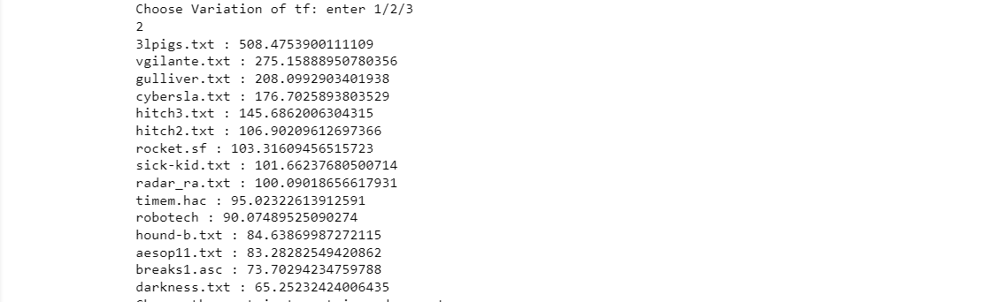 Choose Variation of tf: enter 1/2/3
2
3lpigs.txt : 508.4753900111109
vgilante.txt : 275.15888950780356
gulliver.txt : 208.0992903401938
cybersla.txt : 176.7025893803529
hitch3.txt : 145.6862006304315
hitch2.txt : 106.90209612697366
rocket.sf : 103.31609456515723
sick-kid.txt : 101.66237680500714
radar_ra.txt : 100.09018656617931
timem.hac : 95.02322613912591
robotech : 90.07489525090274
hound-b.txt : 84.63869987272115
aesop11.txt : 83.28282549420862
breaks1.asc : 73.70294234759788
darkness.txt : 65.25232424006435